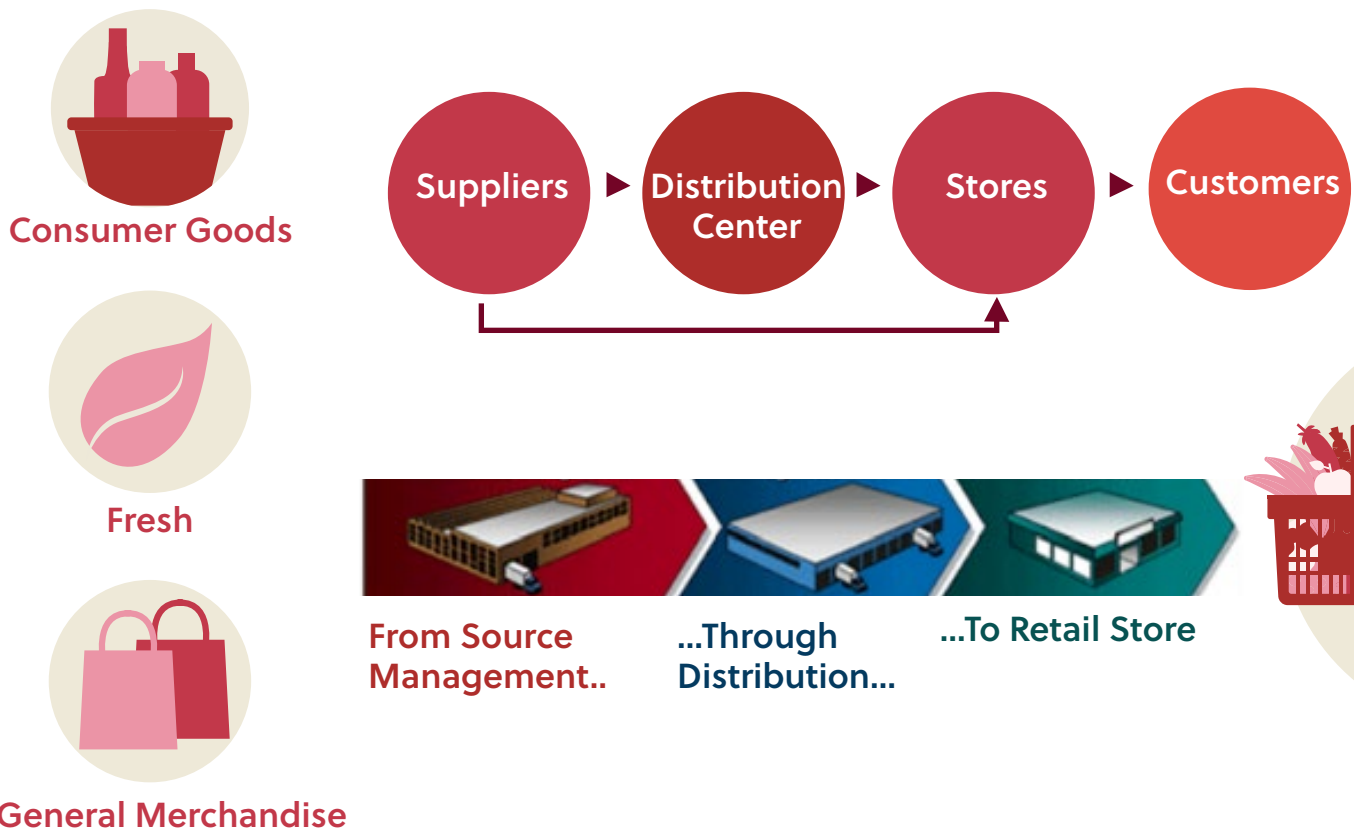 Consumer Goods
Fresh
General Merchandise
Suppliers
Distribution
Center
Stores
Customers
From Source
Management..
...Through
Distribution...
...To Retail Store